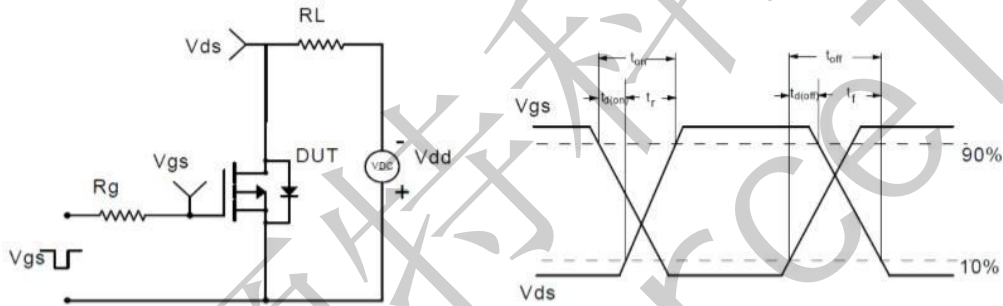 RL
Vds
Vgs
DUT
VDC
-
Vdd
+
Rg
Vgs
ton
toff
td(on)
tr
td(off)
tf
Vgs
90%
10%
Vds